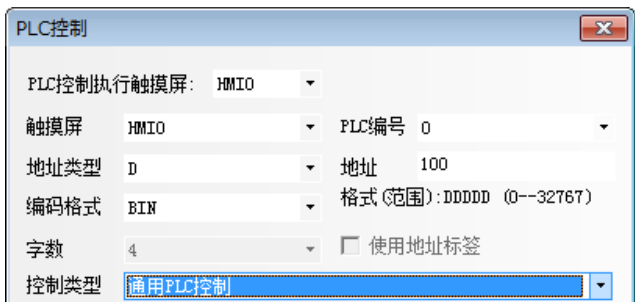 PLC控制
PLC控制执行触摸屏: HMI0
触摸屏 HMI0 PLC编号 0
地址类型 D 地址 100
编码格式 BIN 格式(范围):DDDDD (0--32767)
字数 4 使用地址标签
控制类型 通用PLC控制